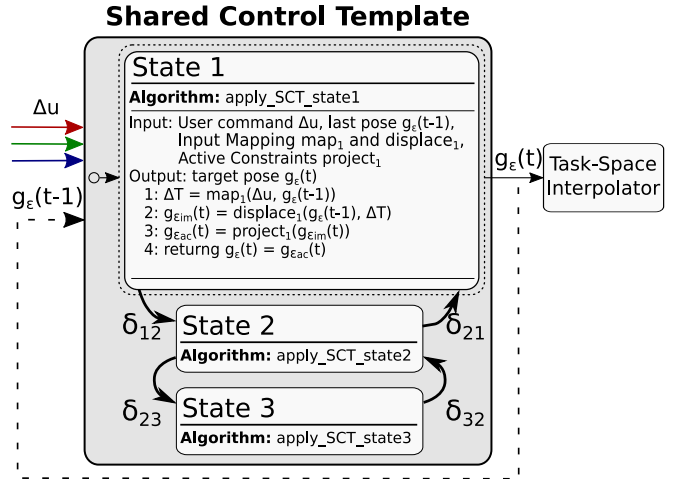 Shared Control Template
State 1
Algorithm: apply_SCT_state1
Input: User command Δu, last pose gε(t-1),
Input Mapping map1 and displace1,
Active Constraints project1
Output: target pose gε(t)
1: ΔT = map1(Δu, gε(t-1))
2: gεim(t) = displace1(gε(t-1), ΔT)
3: gεac(t) = project1(gεim(t))
4: returng gε(t) = gεac(t)
Δu
gε(t-1)
gε(t)
Task-Space
Interpolator
δ12
State 2
Algorithm: apply_SCT_state2
δ21
δ23
State 3
Algorithm: apply_SCT_state3
δ32